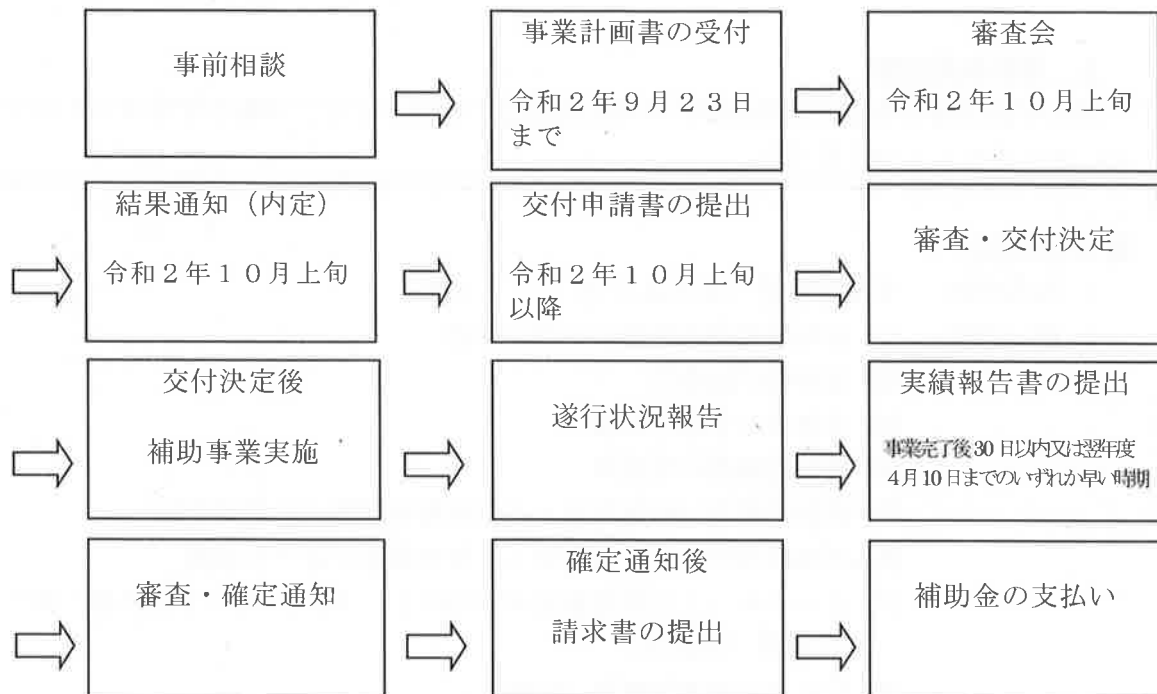 事前相談
事業計画書の受付
令和２年９月２３日
まで
審査会
令和２年１０月上旬
結果通知（内定）
令和２年１０月上旬
交付申請書の提出
令和２年１０月上旬
以降
審査・交付決定
交付決定後
補助事業実施
遂行状況報告
実績報告書の提出
事業完了後30日以内又は翌年度
４月10日までのいずれか早い時期
審査・確定通知
確定通知後
請求書の提出
補助金の支払い